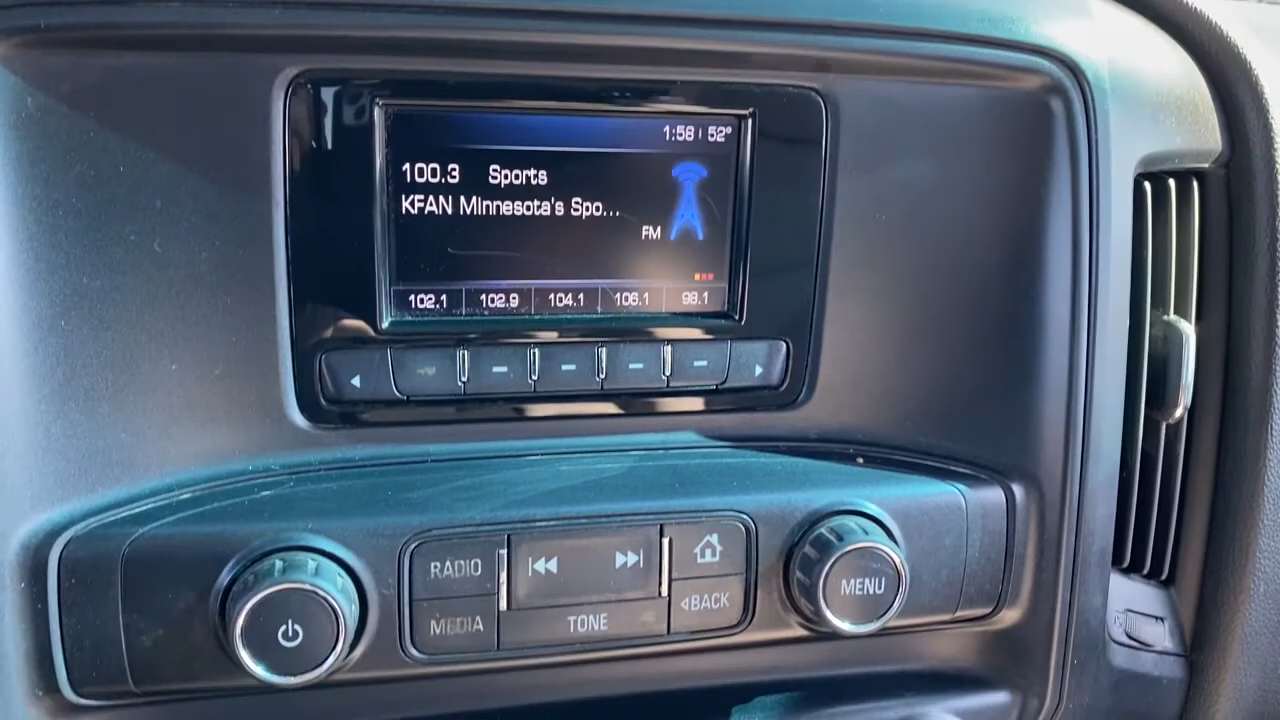 1:58 52°
100.3 Sports
KFAN Minnesota's Spo...
FM
102.1 102.9 104.1 106.1 98.1
RADIO
MEDIA
TONE
BACK
MENU